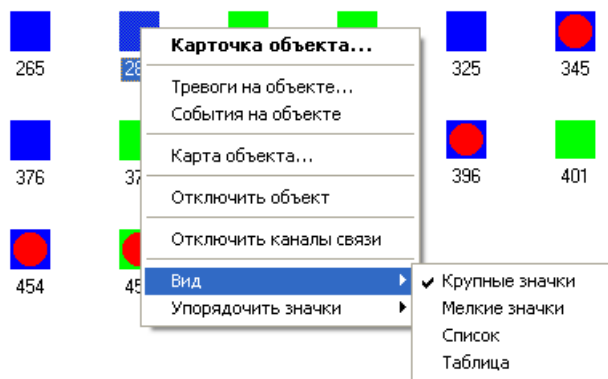 265
Карточка объекта...
325
345
Тревоги на объекте...
События на объекте
376
Карта объекта...
396
401
Отключить объект
Отключить каналы связи
454
Вид
Упорядочить значки
Крупные значки
Мелкие значки
Список
Таблица